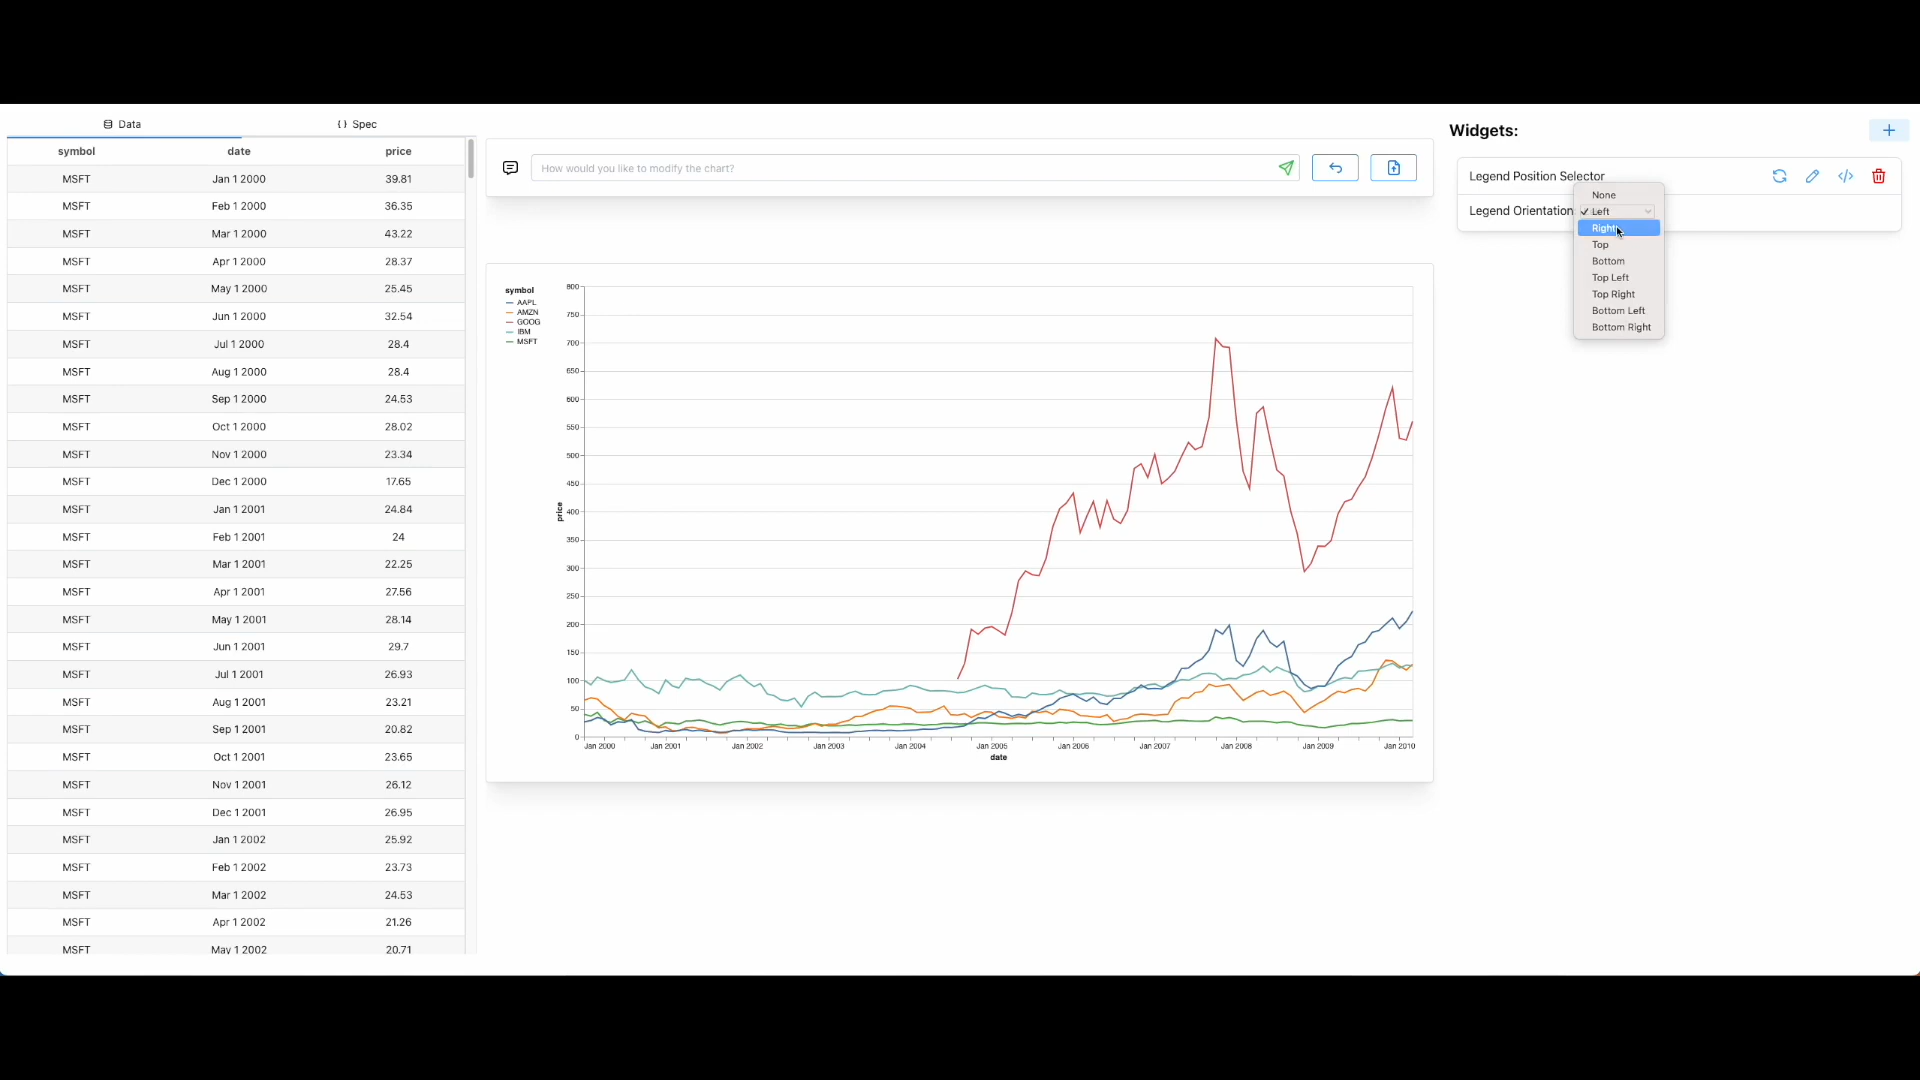 Data
{} Spec
symbol date price
MSFT Jan 1 2000 39.81
MSFT Feb 1 2000 36.35
MSFT Mar 1 2000 43.22
MSFT Apr 1 2000 28.37
MSFT May 1 2000 25.45
MSFT Jun 1 2000 32.54
MSFT Jul 1 2000 28.4
MSFT Aug 1 2000 28.4
MSFT Sep 1 2000 24.53
MSFT Oct 1 2000 28.02
MSFT Nov 1 2000 23.34
MSFT Dec 1 2000 17.65
MSFT Jan 1 2001 24.84
MSFT Feb 1 2001 24
MSFT Mar 1 2001 22.25
MSFT Apr 1 2001 27.56
MSFT May 1 2001 28.14
MSFT Jun 1 2001 29.7
MSFT Jul 1 2001 26.93
MSFT Aug 1 2001 23.21
MSFT Sep 1 2001 20.82
MSFT Oct 1 2001 23.65
MSFT Nov 1 2001 26.12
MSFT Dec 1 2001 26.95
MSFT Jan 1 2002 25.92
MSFT Feb 1 2002 23.73
MSFT Mar 1 2002 24.53
MSFT Apr 1 2002 21.26
MSFT May 1 2002 20.71
How would you like to modify the chart?
symbol
AAPL
AMZN
GOOG
IBM
MSFT
800
750
700
650
600
550
500
450
400
350
300
250
200
150
100
50
0
price
Jan 2000 Jan 2001 Jan 2002 Jan 2003 Jan 2004 Jan 2005 Jan 2006 Jan 2007 Jan 2008 Jan 2009 Jan 2010
date
Widgets:
Legend Position Selector
Legend Orientation
None
Left
Right
Top
Bottom
Top Left
Top Right
Bottom Left
Bottom Right